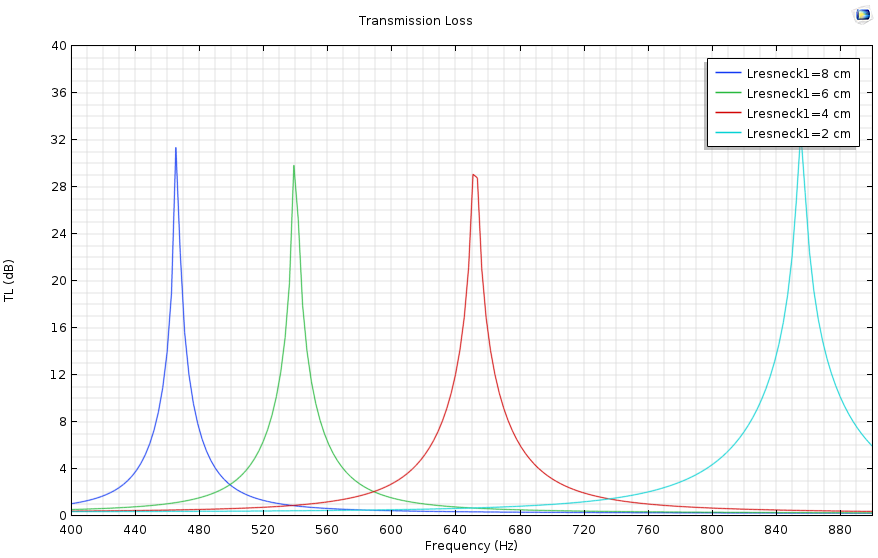 Transmission Loss
40
36
32
28
24
20
16
12
8
4
0
TL (dB)
Lresneck1=8 cm
Lresneck1=6 cm
Lresneck1=4 cm
Lresneck1=2 cm
400 440 480 520 560 600 640 680 720 760 800 840 880
Frequency (Hz)